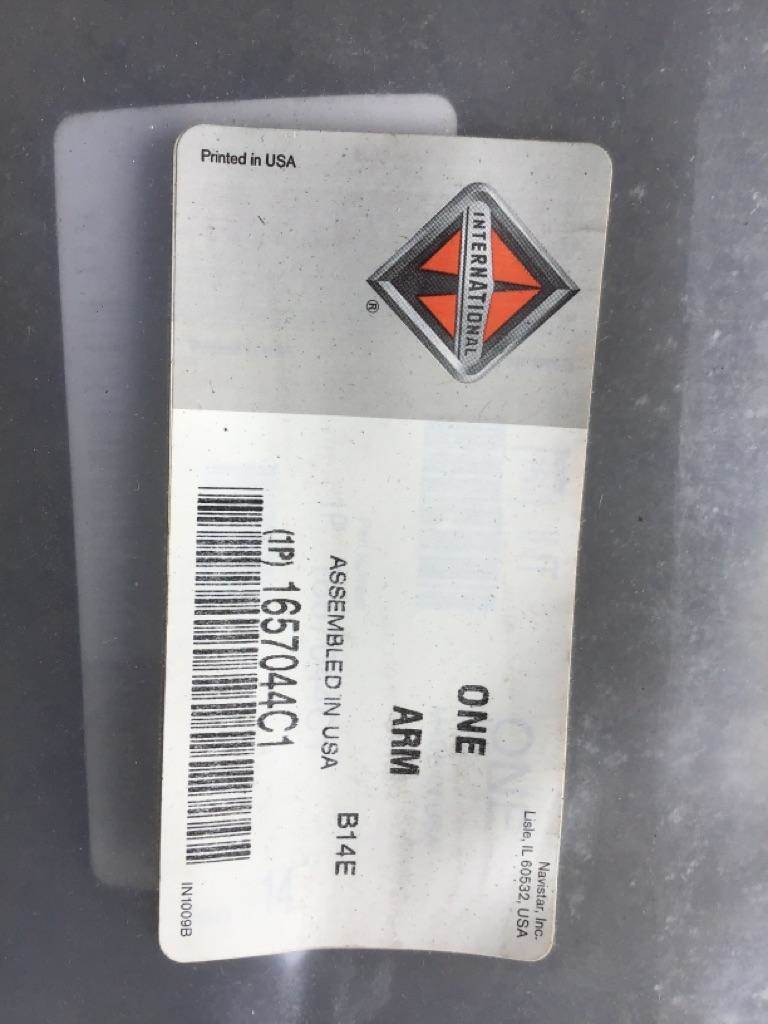 Printed in USA
INTERNATIONAL
®
Navistar, Inc.
Lisle, IL 60532, USA
ONE
ARM
B14E
ASSEMBLED IN USA
(1P) 1657044C1
IN1009B